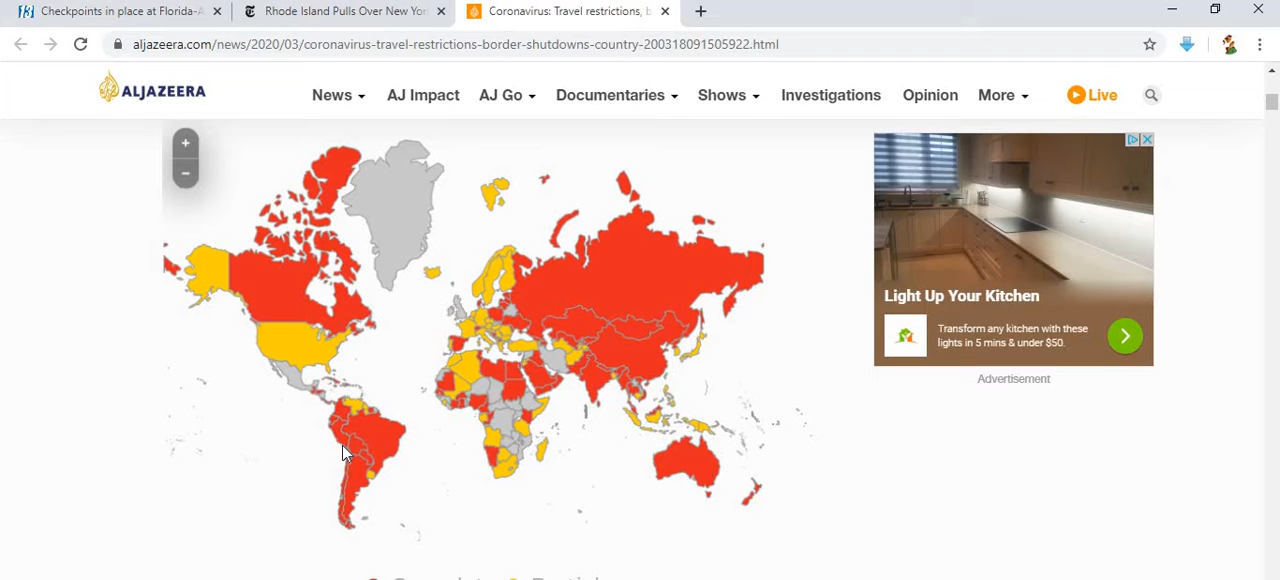 Checkpoints in place at Florida-A
Rhode Island Pulls Over New Yor
Coronavirus: Travel restrictions, b
aljazeera.com/news/2020/03/coronavirus-travel-restrictions-border-shutdowns-country-200318091505922.html
ALJAZEERA
News AJ Impact AJ Go Documentaries Shows Investigations Opinion More Live
Light Up Your Kitchen
Transform any kitchen with these
lights in 5 mins & under $50.
Advertisement